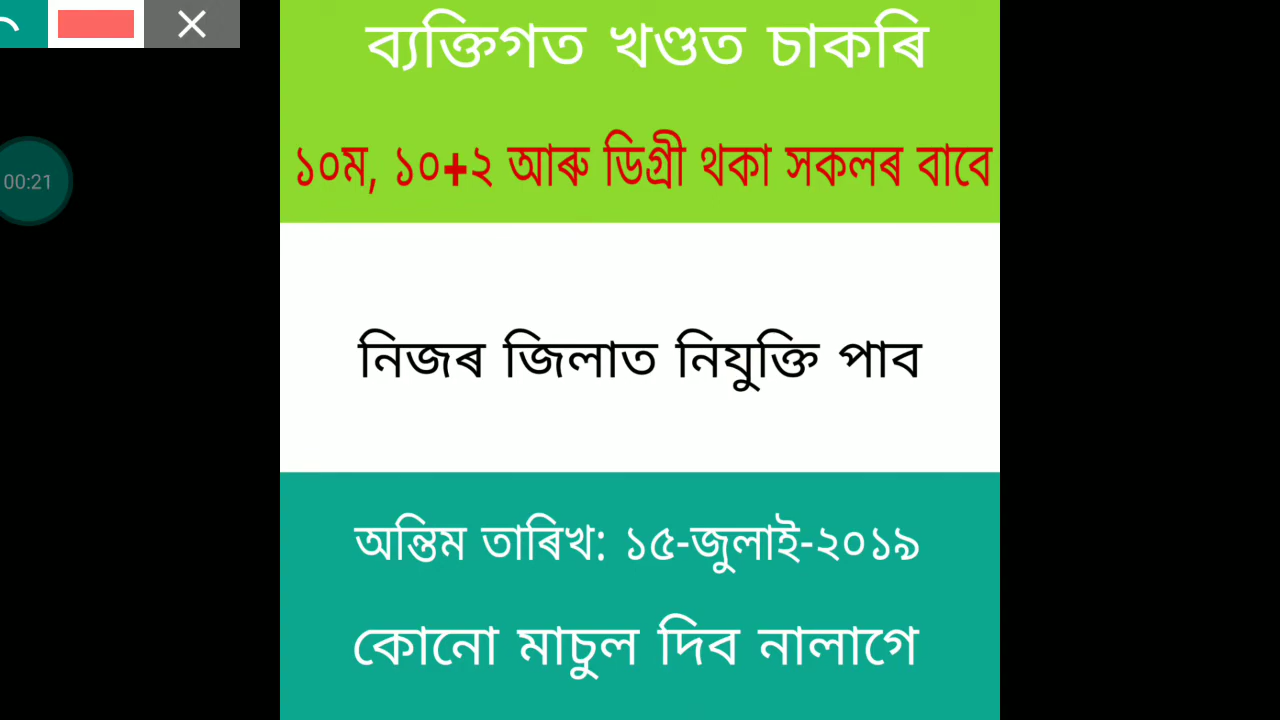 ব্যক্তিগত খণ্ডত চাকৰি
১০ম, ১০+২ আৰু ডিগ্ৰী থকা সকলৰ বাবে
00:21
নিজৰ জিলাত নিযুক্তি পাব
অন্তিম তাৰিখ: ১৫-জুলাই-২০১৯
কোনো মাচুল দিব নালাগে